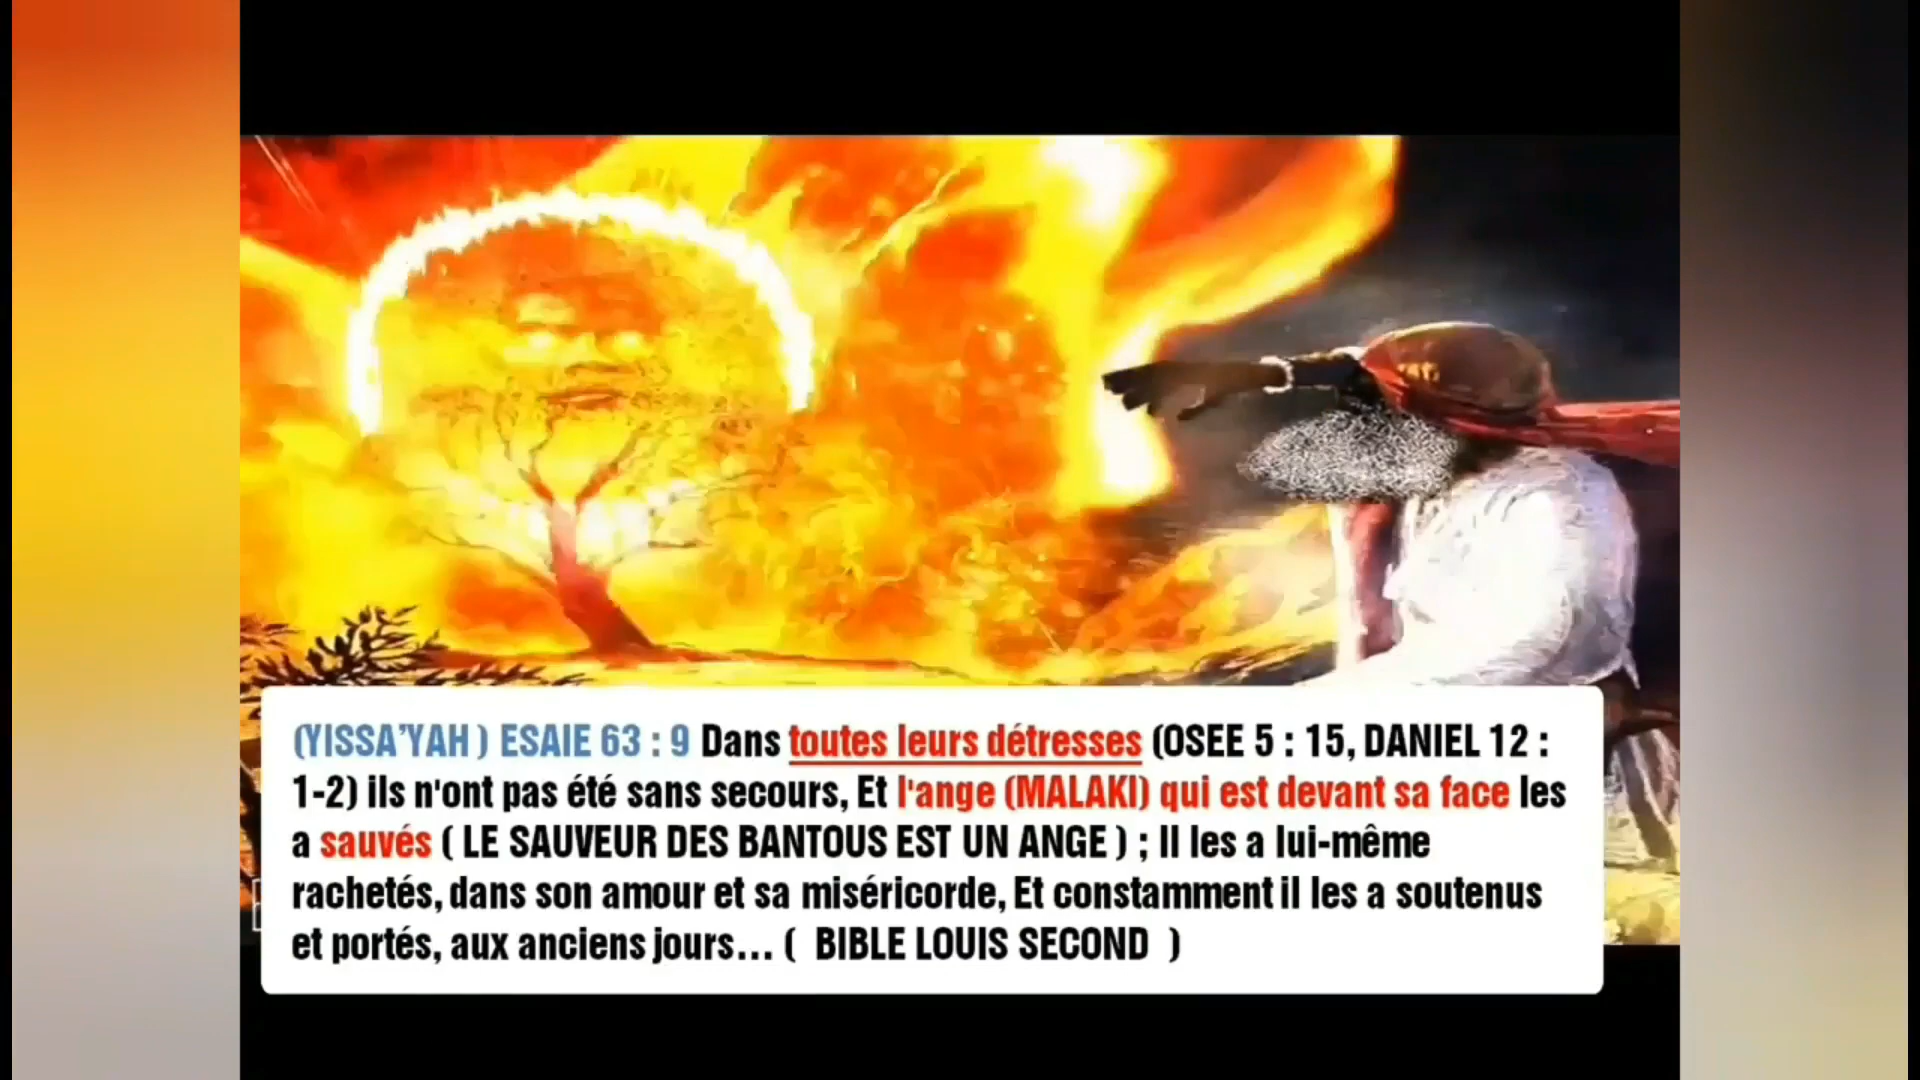 (YISSA'YAH ) ESAIE 63 : 9 Dans toutes leurs détresses (OSEE 5 : 15, DANIEL 12 :
1-2) ils n'ont pas été sans secours, Et l'ange (MALAKI) qui est devant sa face les
a sauvés ( LE SAUVEUR DES BANTOUS EST UN ANGE ) ; Il les a lui-même
rachetés, dans son amour et sa miséricorde, Et constamment il les a soutenus
et portés, aux anciens jours... ( BIBLE LOUIS SECOND )